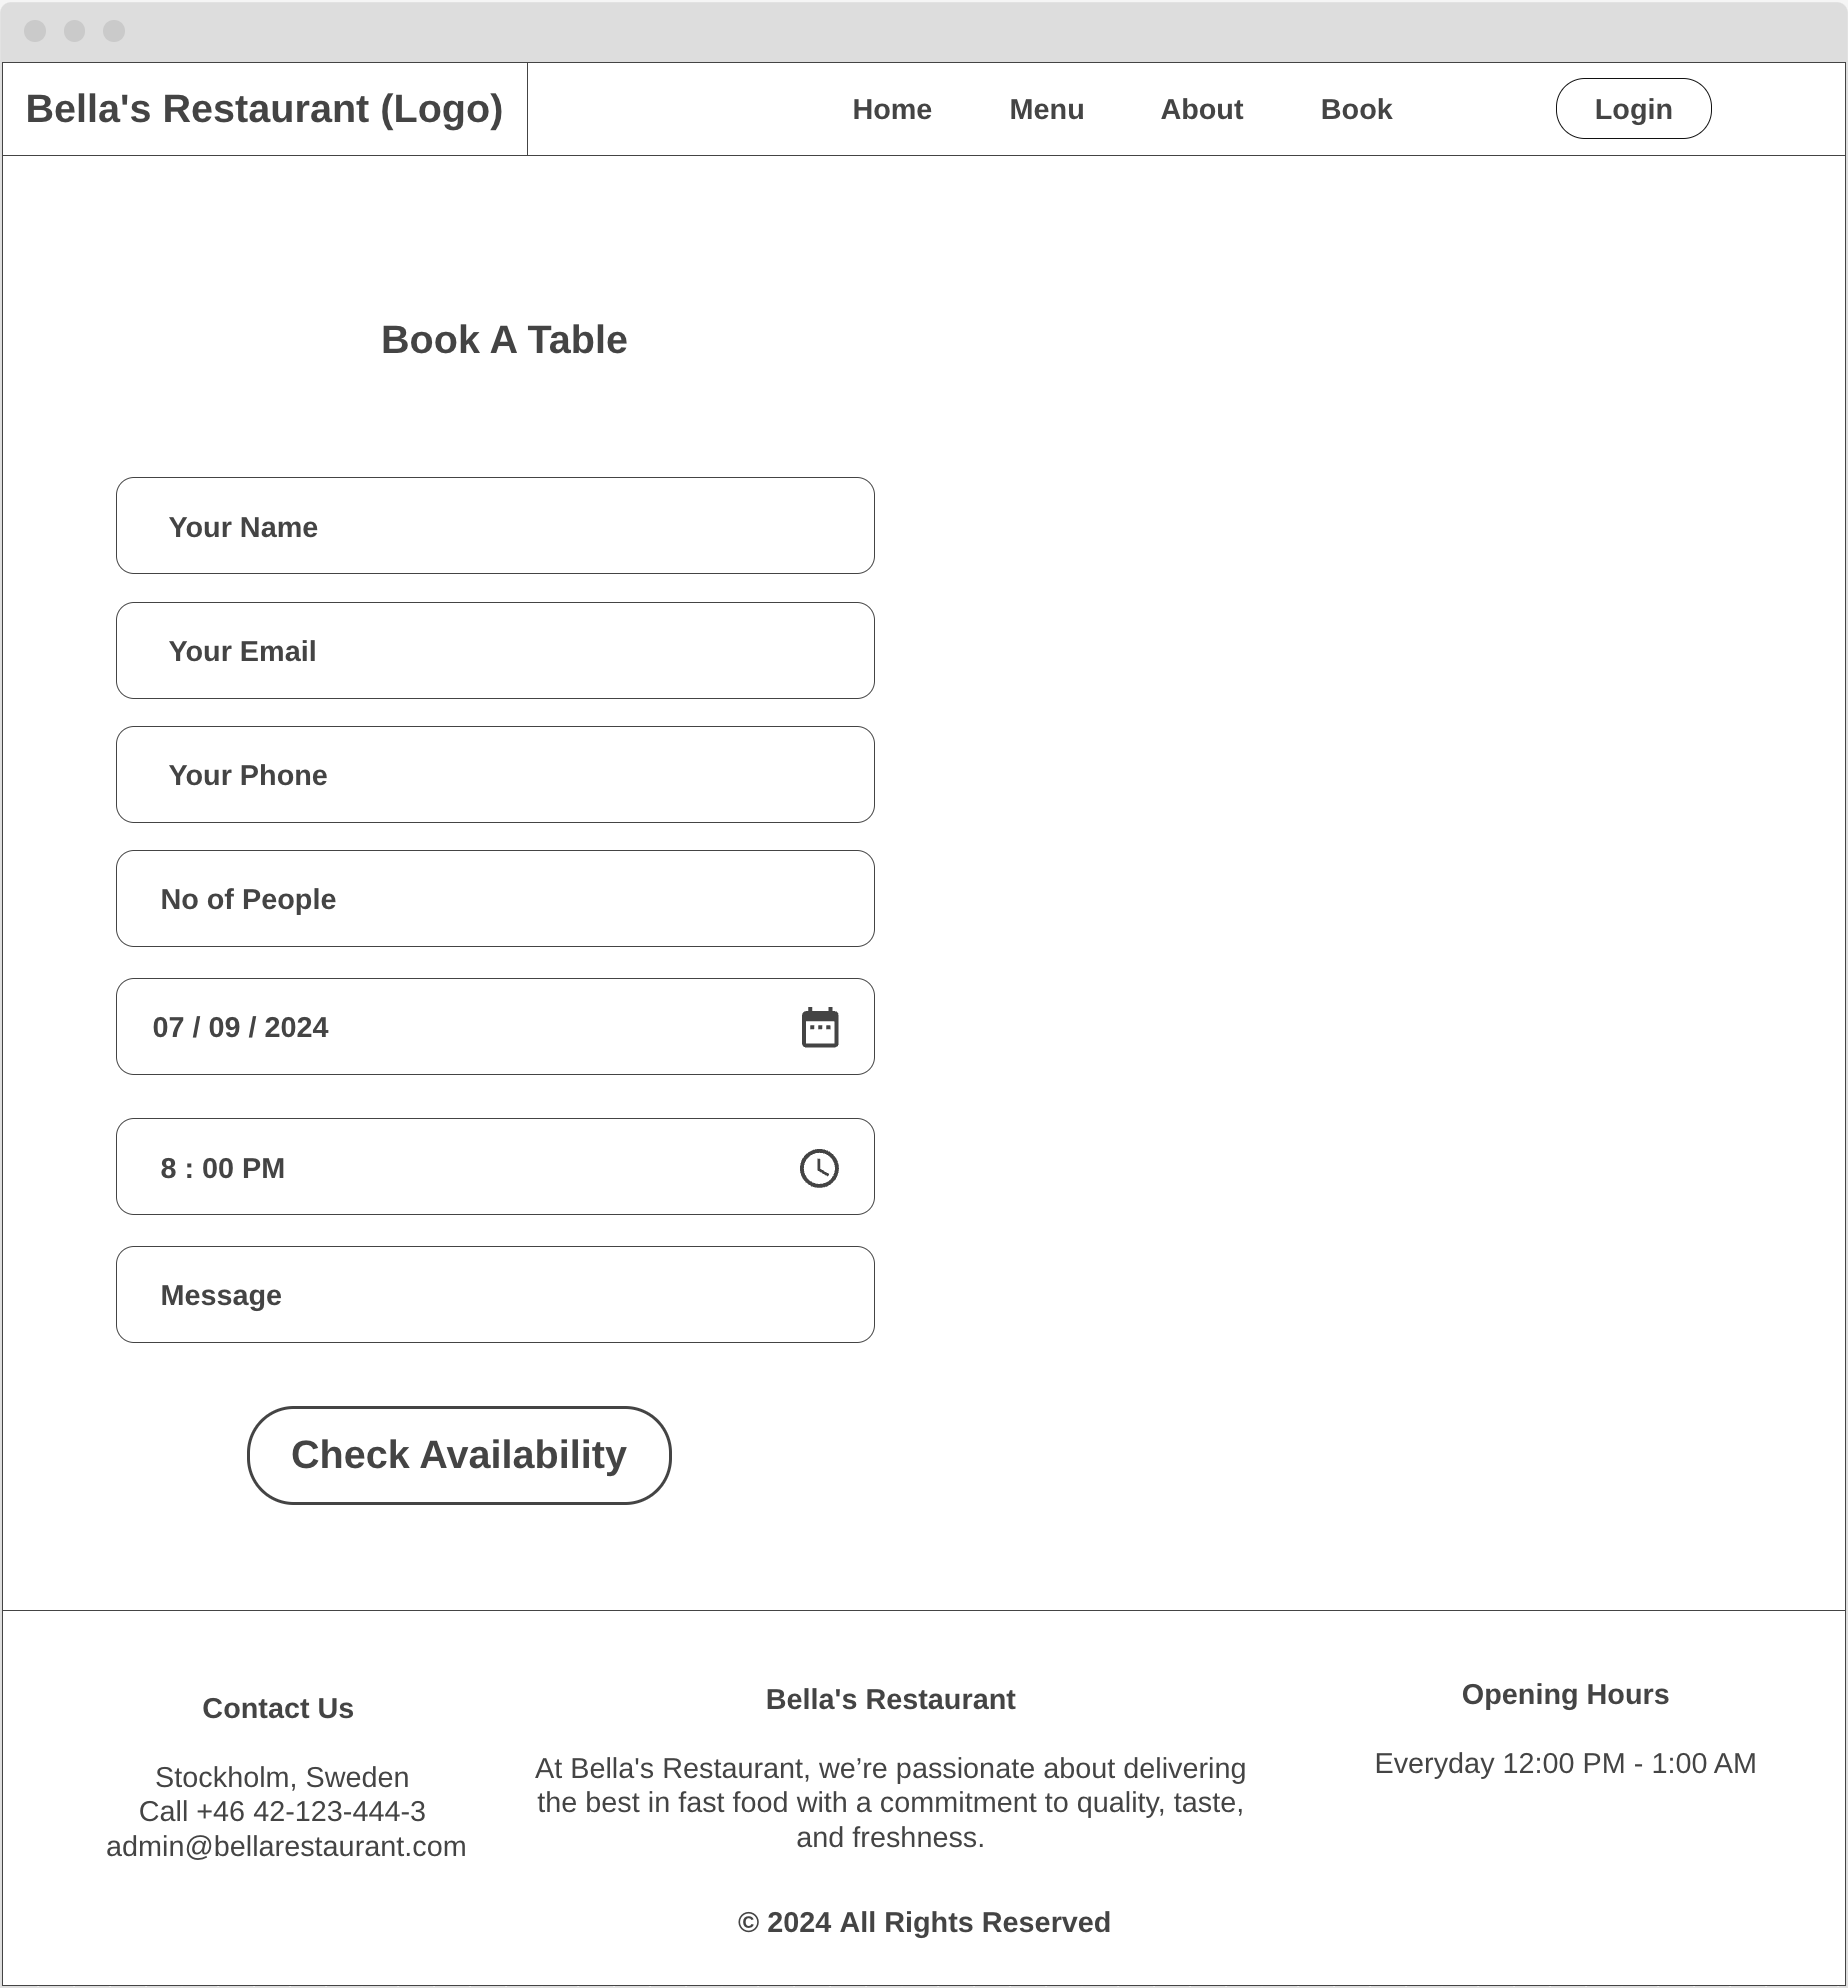 Bella's Restaurant (Logo)
Home
Menu
About
Book
Login
Book A Table
Your Name
Your Email
Your Phone
No of People
07 / 09 / 2024
8 : 00 PM
Message
Check Availability
Contact Us
Stockholm, Sweden
Call +46 42-123-444-3
admin@bellarestaurant.com
Bella's Restaurant
At Bella's Restaurant, we’re passionate about delivering
the best in fast food with a commitment to quality, taste,
and freshness.
Opening Hours
Everyday 12:00 PM - 1:00 AM
© 2024 All Rights Reserved